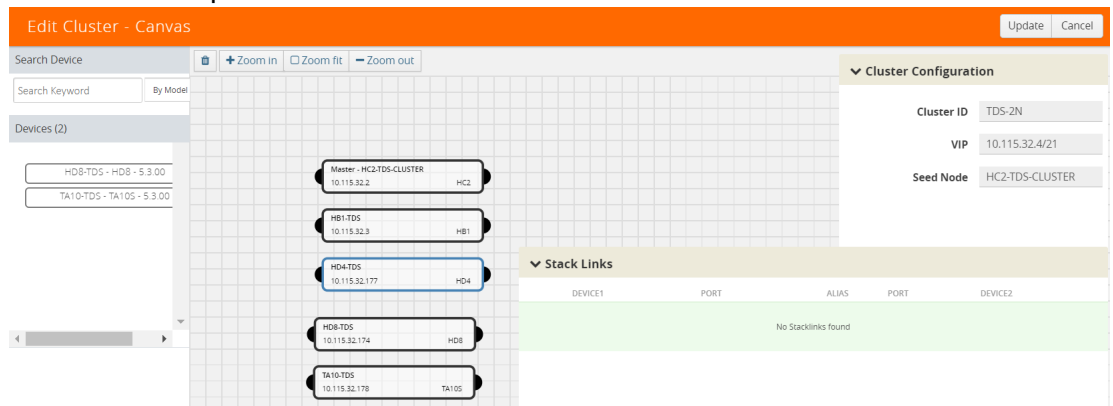 Edit Cluster - Canvas
Update Cancel
Search Device
Zoom in Zoom fit Zoom out
Search Keyword By Model
Devices (2)
HD8-TDS - HD8 - 5.3.00
TA10-TDS - TA10S - 5.3.00
Master - HC2-TDS-CLUSTER
10.115.32.2 HC2
HB1-TDS
10.115.32.3 HB1
HD4-TDS
10.115.32.177 HD4
HD8-TDS
10.115.32.174 HD8
TA10-TDS
10.115.32.178 TA10S
Cluster Configuration
Cluster ID TDS-2N
VIP 10.115.32.4/21
Seed Node HC2-TDS-CLUSTER
Stack Links
DEVICE1 PORT ALIAS PORT DEVICE2
No Stacklinks found